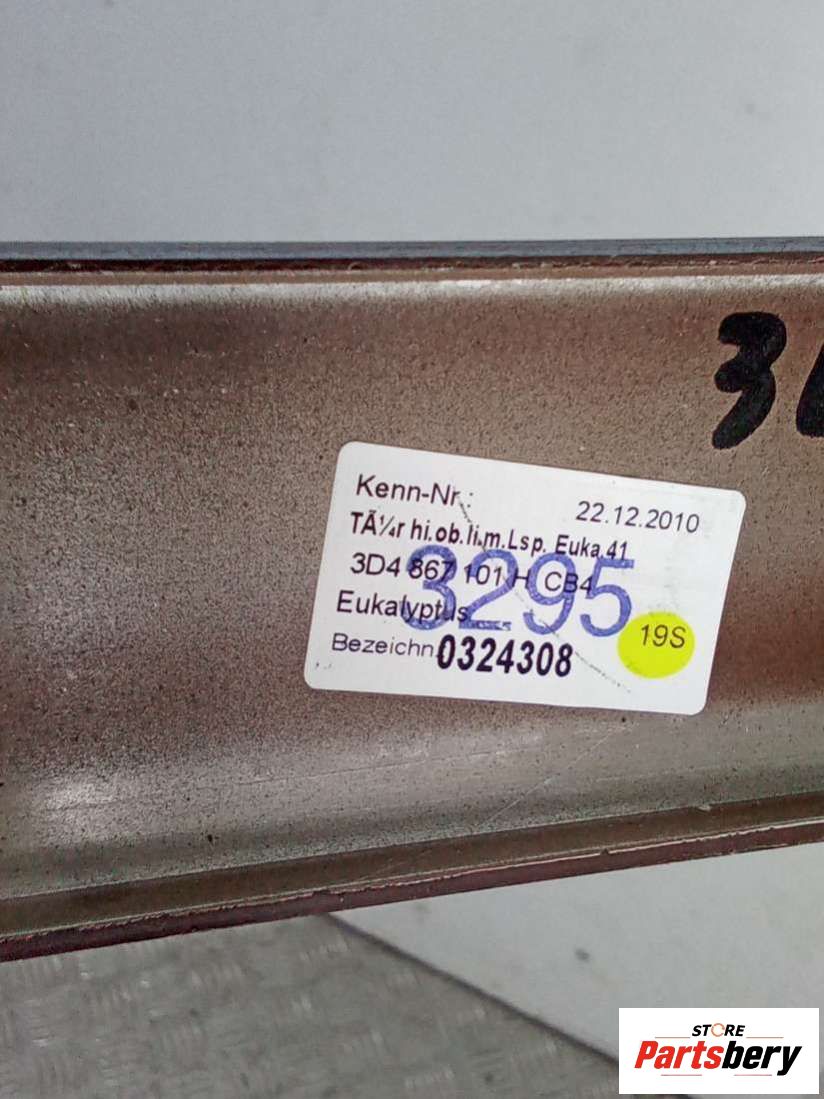 3
Kenn-Nr.: 22.12.2010
TÃ¼r hi.ob.li.m.Lsp. Euka.41
3D4 867 101 H CB4
3295
Eukalyptus
19S
Bezeichn. 0324308
STORE
Partsbery